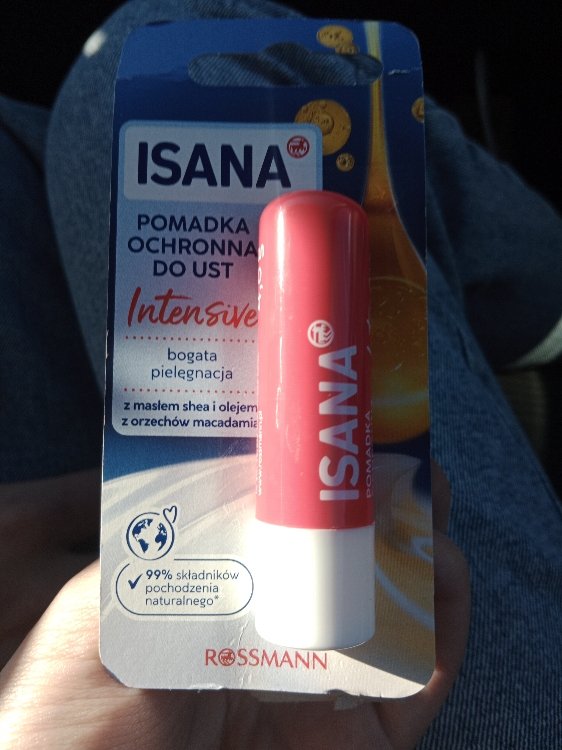 ISANA
POMADKA
OCHRONNA
DO UST
Intensive
bogata
pielęgnacja
z masłem shea i olejem
z orzechów macadamia
99% składników
pochodzenia
naturalnego*
ROSSMANN
ISANA
POMADKA